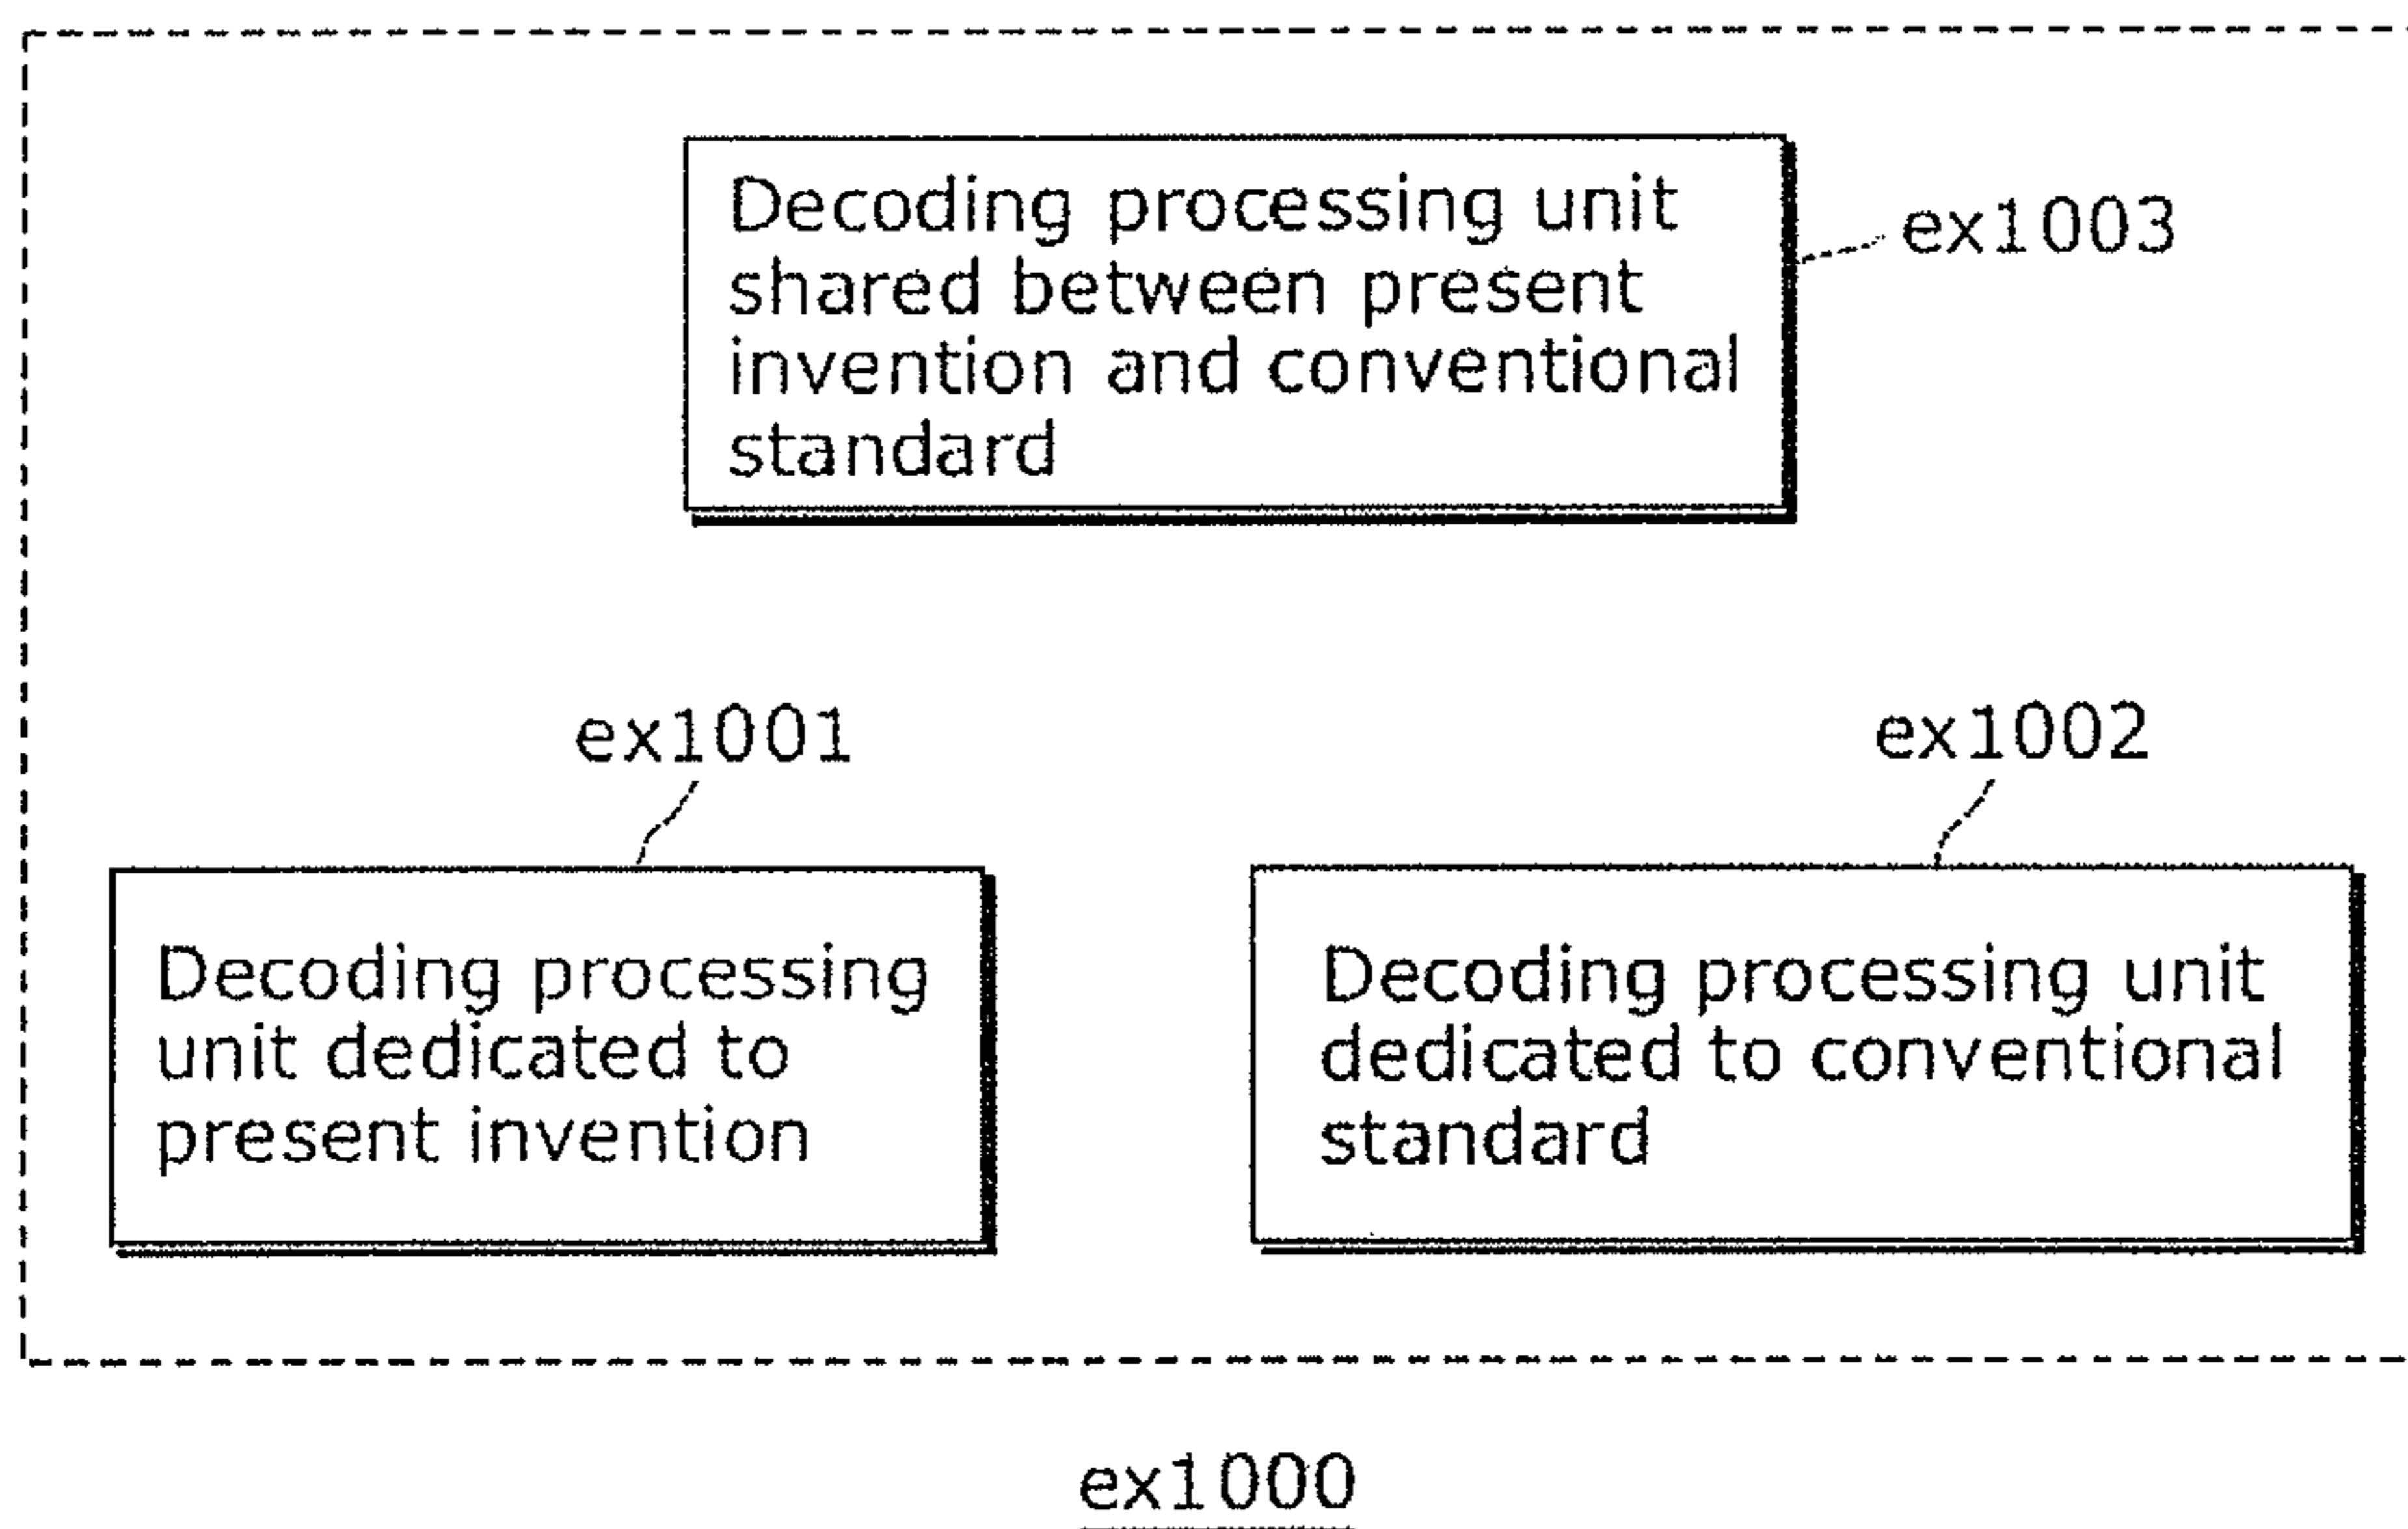 Decoding processing unit
shared between present
invention and conventional
standard
ex1003
ex1001
ex1002
Decoding processing
unit dedicated to
present invention
Decoding processing unit
dedicated to conventional
standard
ex1000